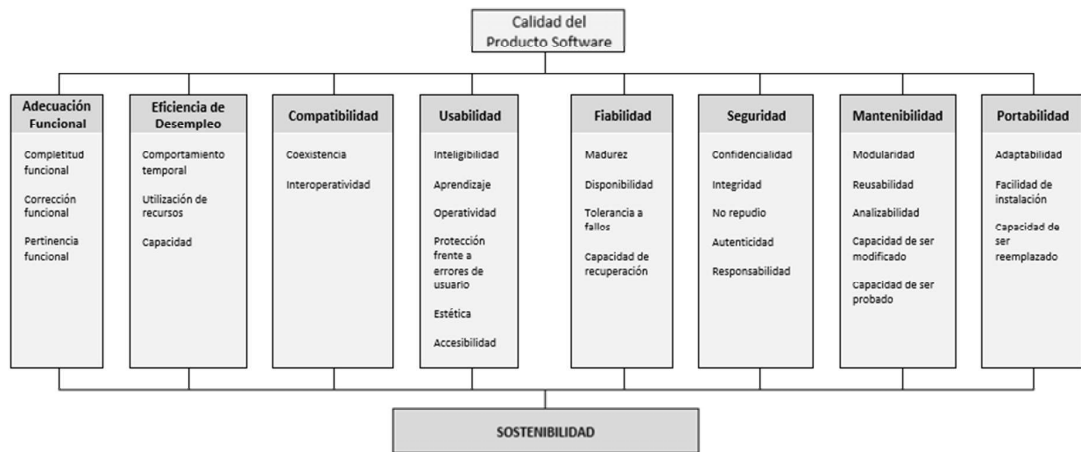 Calidad del
Producto Software
Adecuación
Funcional
Completitud
funcional
Corrección
funcional
Pertinencia
funcional
Eficiencia de
Desempleo
Comportamiento
temporal
Utilización de
recursos
Capacidad
Compatibilidad
Coexistencia
Interoperatividad
Usabilidad
Inteligibilidad
Aprendizaje
Operatividad
Protección
frente a
errores de
usuario
Estética
Accesibilidad
Fiabilidad
Madurez
Disponibilidad
Tolerancia a
fallos
Capacidad de
recuperación
Seguridad
Confidencialidad
Integridad
No repudio
Autenticidad
Responsabilidad
Mantenibilidad
Modularidad
Reusabilidad
Analizabilidad
Capacidad de ser
modificado
Capacidad de ser
probado
Portabilidad
Adaptabilidad
Facilidad de
instalación
Capacidad de
ser
reemplazado
SOSTENIBILIDAD